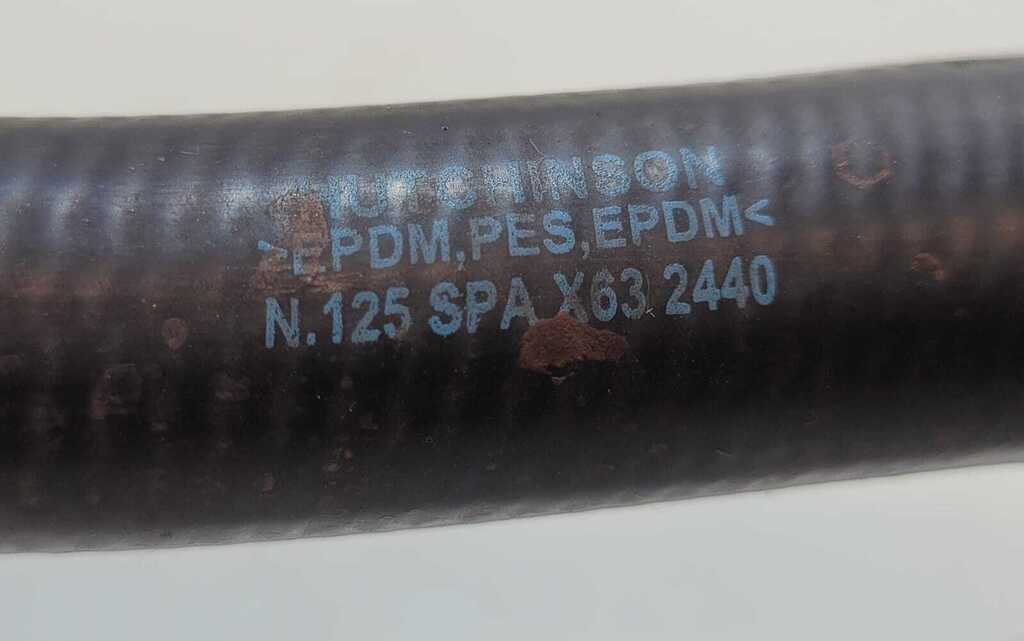 HUTCHINSON
>EPDM,PES,EPDM<
N.125 SPA X63 2440